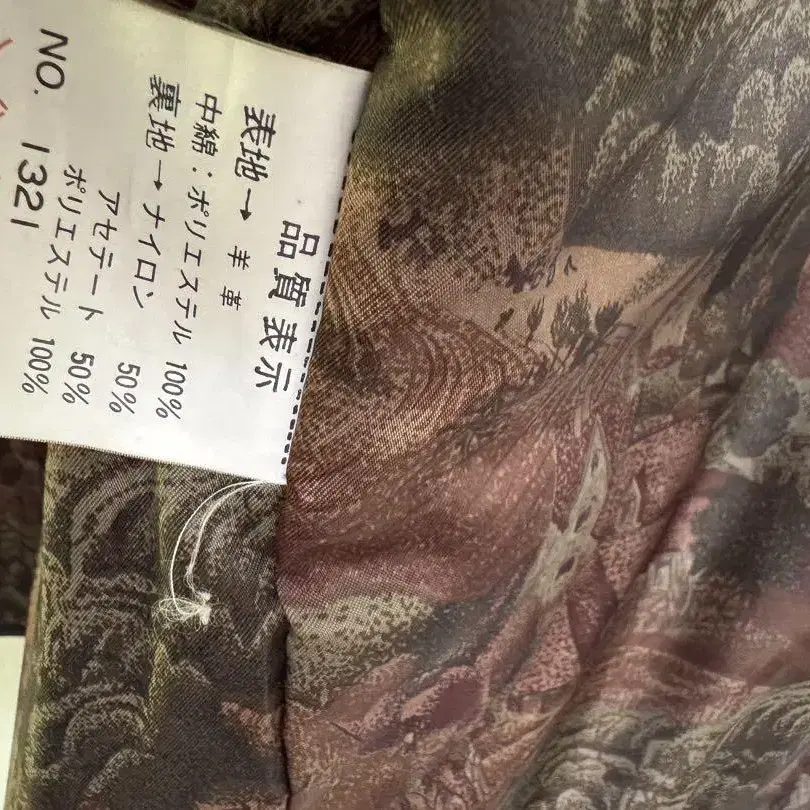 品質表示
表地→ 羊革
中綿：ポリエステル 100%
裏地→ナイロン 50%
アセテート 50%
ポリエステル 100%
NO. 1321